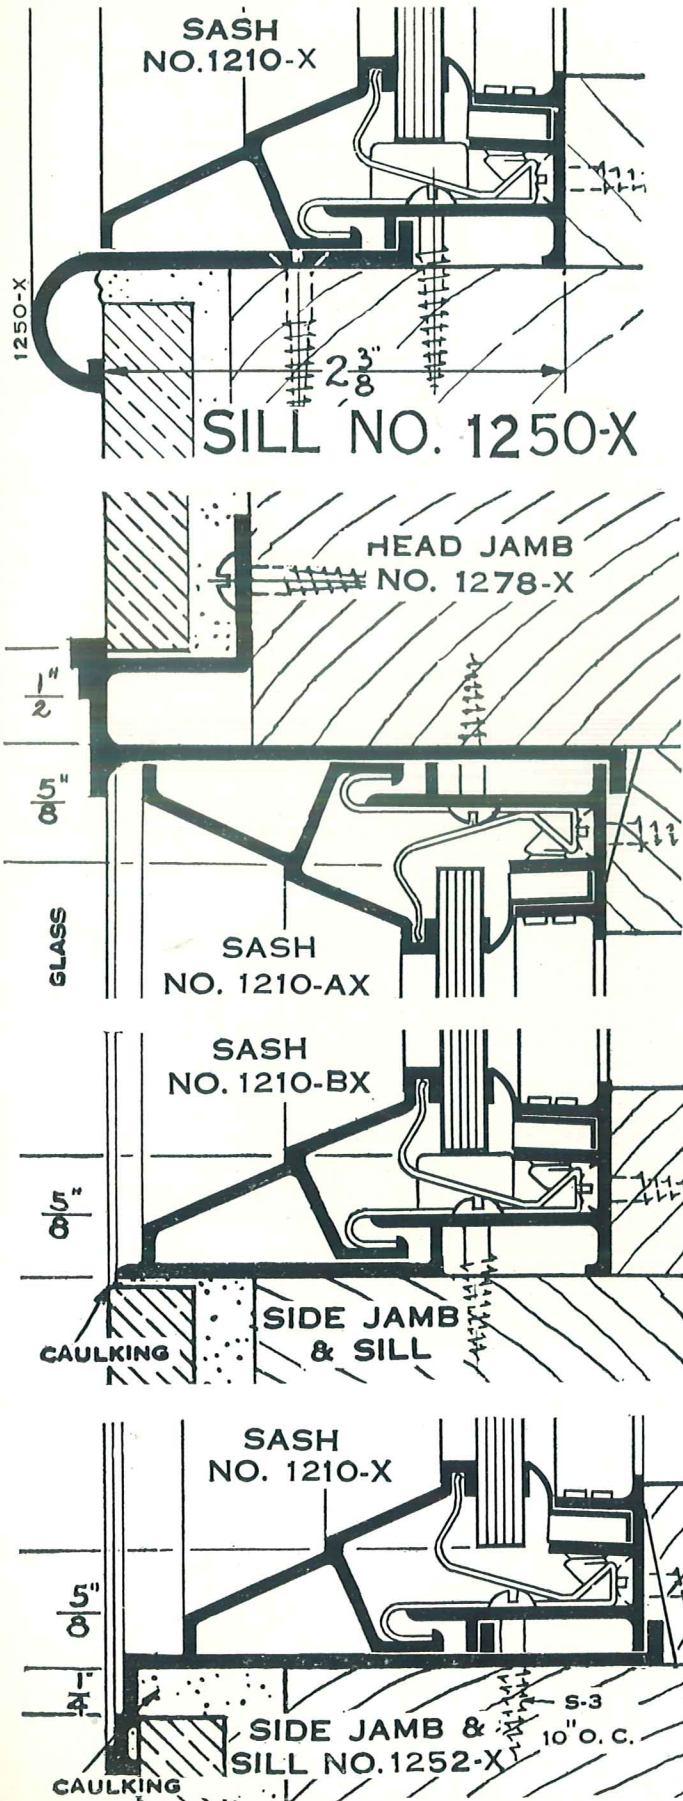 SASH
NO.1210-X
1250-X
2 3/8"
SILL NO. 1250-X
HEAD JAMB
NO. 1278-X
1/2"
5/8"
GLASS
SASH
NO. 1210-AX
SASH
NO. 1210-BX
5/8"
CAULKING
SIDE JAMB
& SILL
SASH
NO. 1210-X
5/8"
1/4"
S-3
10" O.C.
SIDE JAMB &
SILL NO.1252-X
CAULKING